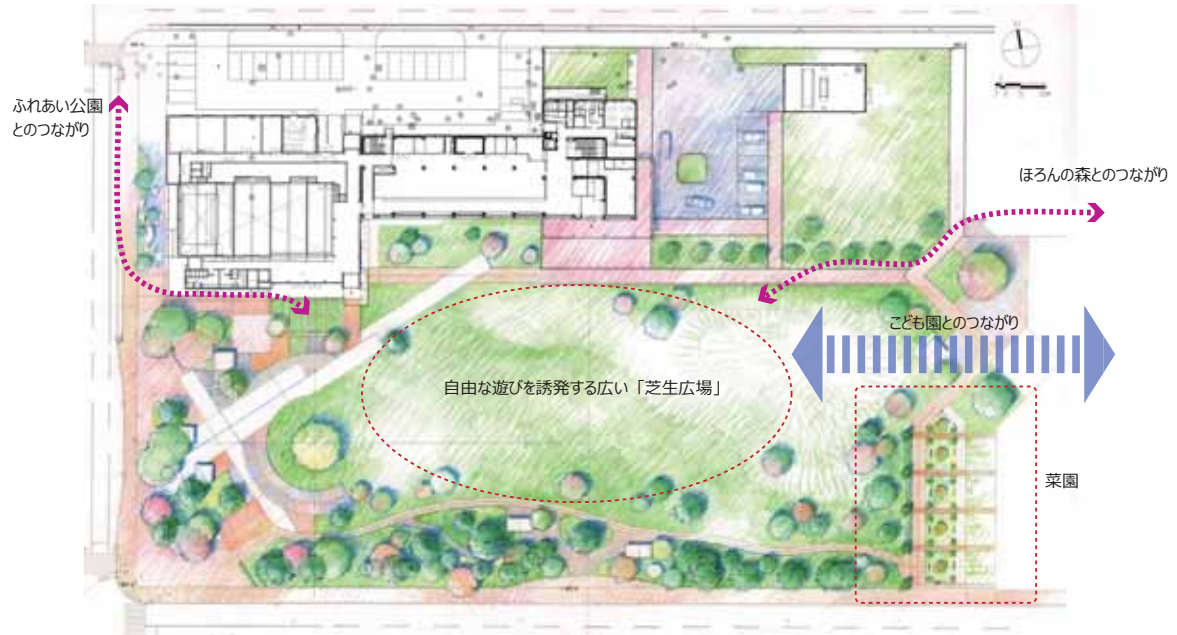 ふれあい公園
とのつながり
ほろんの森とのつながり
こども園とのつながり
自由な遊びを誘発する広い「芝生広場」
菜園